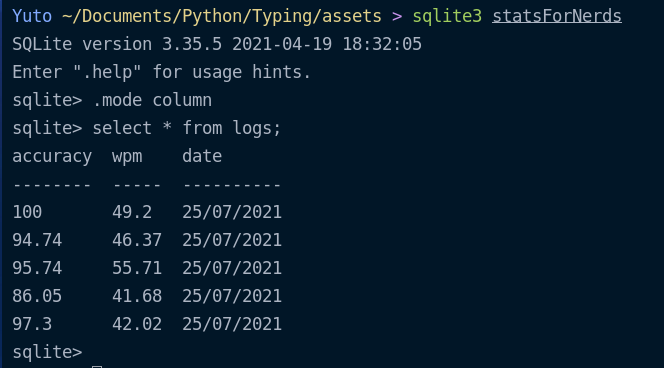 Yuto ~/Documents/Python/Typing/assets > sqlite3 statsForNerds
SQLite version 3.35.5 2021-04-19 18:32:05
Enter ".help" for usage hints.
sqlite> .mode column
sqlite> select * from logs;
accuracy  wpm    date
--------  -----  ----------
100       49.2   25/07/2021
94.74     46.37  25/07/2021
95.74     55.71  25/07/2021
86.05     41.68  25/07/2021
97.3      42.02  25/07/2021
sqlite>